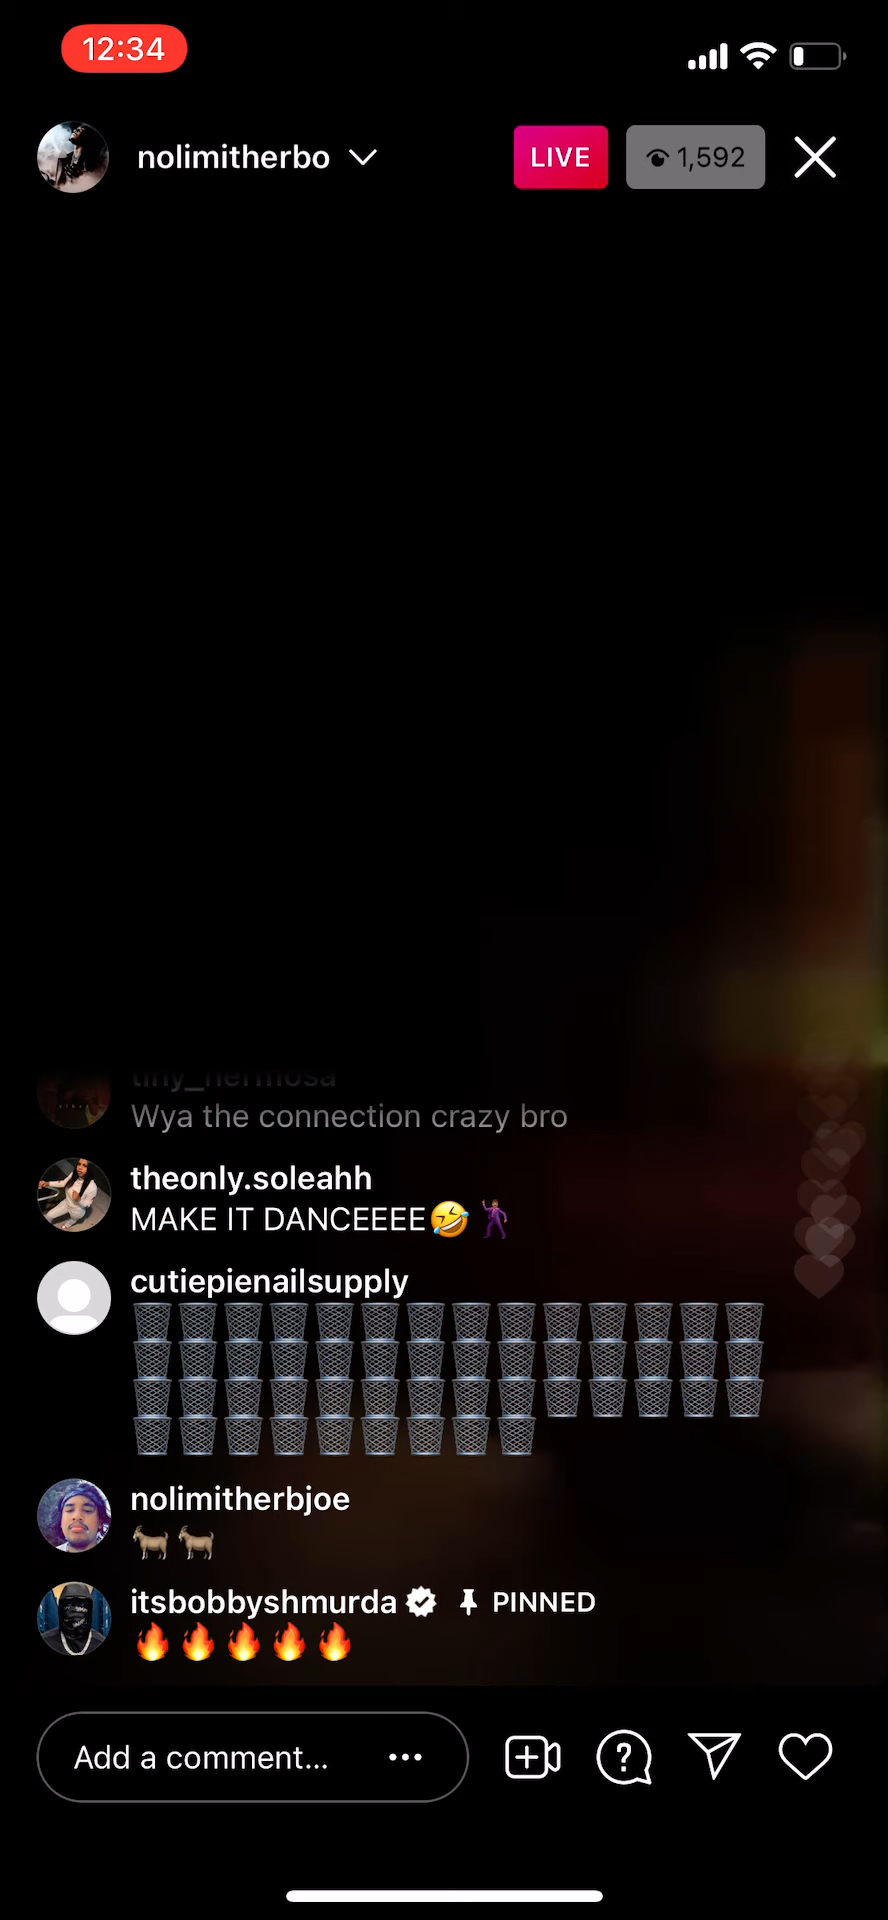 12:34
nolimitherbo
LIVE
1,592
tiny_hermosa
Wya the connection crazy bro
theonly.soleahh
MAKE IT DANCEEEE🤣🕺🏾
cutiepienailsupply
🗑🗑🗑🗑🗑🗑🗑🗑🗑🗑🗑🗑🗑🗑
🗑🗑🗑🗑🗑🗑🗑🗑🗑🗑🗑🗑🗑🗑
🗑🗑🗑🗑🗑🗑🗑🗑🗑🗑🗑🗑🗑🗑
🗑🗑🗑🗑🗑🗑🗑🗑🗑
nolimitherbjoe
🐐🐐
itsbobbyshmurda PINNED
🔥🔥🔥🔥🔥
Add a comment...